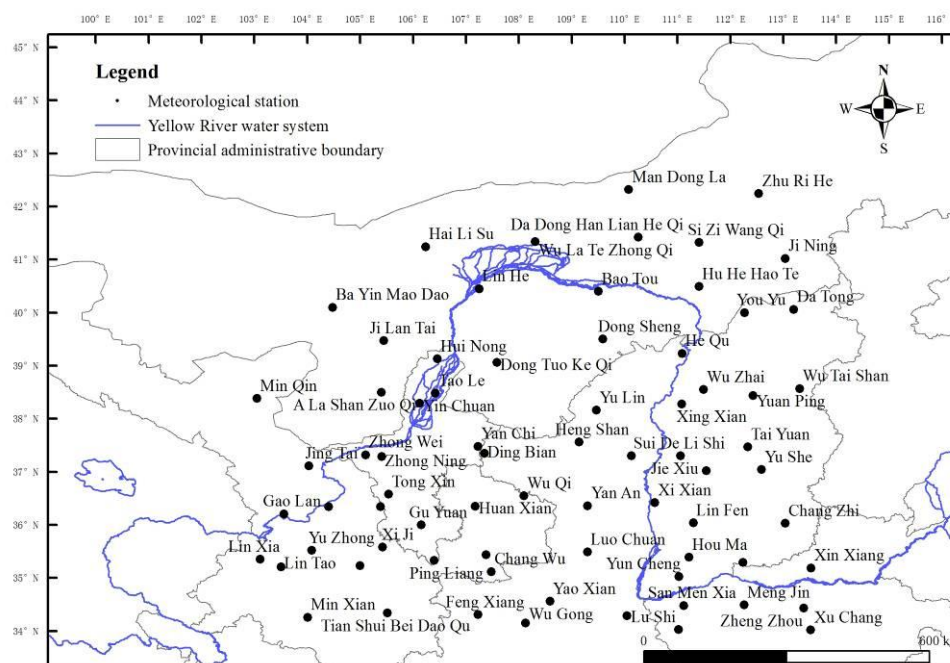 100° E 101° E 102° E 103° E 104° E 105° E 106° E 107° E 108° E 109° E 110° E 111° E 112° E 113° E 114° E 115° E 116° E
45° N
44° N
43° N
42° N
41° N
40° N
39° N
38° N
37° N
36° N
35° N
34° N
Legend
Meteorological station
Yellow River water system
Provincial administrative boundary
N
W E
S
Man Dong La
Zhu Ri He
Da Dong Han Lian He Qi
Si Zi Wang Qi
Hai Li Su
Wu La Te Zhong Qi
Ji Ning
Lin He
Bao Tou
Hu He Hao Te
Ba Yin Mao Dao
You Yu
Da Tong
Ji Lan Tai
Dong Sheng
He Qu
Hui Nong
Dong Tuo Ke Qi
Wu Zhai
Wu Tai Shan
Min Qin
Tao Le
A La Shan Zuo Qi
Yin Chuan
Yu Lin
Xing Xian
Yuan Ping
Zhong Wei
Yan Chi
Heng Shan
Sui De
Li Shi
Tai Yuan
Jing Tai
Zhong Ning
Ding Bian
Jie Xiu
Yu She
Tong Xin
Wu Qi
Gao Lan
Gu Yuan
Huan Xian
Yan An
Xi Xian
Lin Fen
Chang Zhi
Yu Zhong
Xi Ji
Luo Chuan
Hou Ma
Lin Xia
Lin Tao
Ping Liang
Chang Wu
Yun Cheng
Xin Xiang
Min Xian
Feng Xiang
Yao Xian
San Men Xia
Meng Jin
Tian Shui Bei Dao Qu
Wu Gong
Lu Shi
Zheng Zhou
Xu Chang
0 600 km